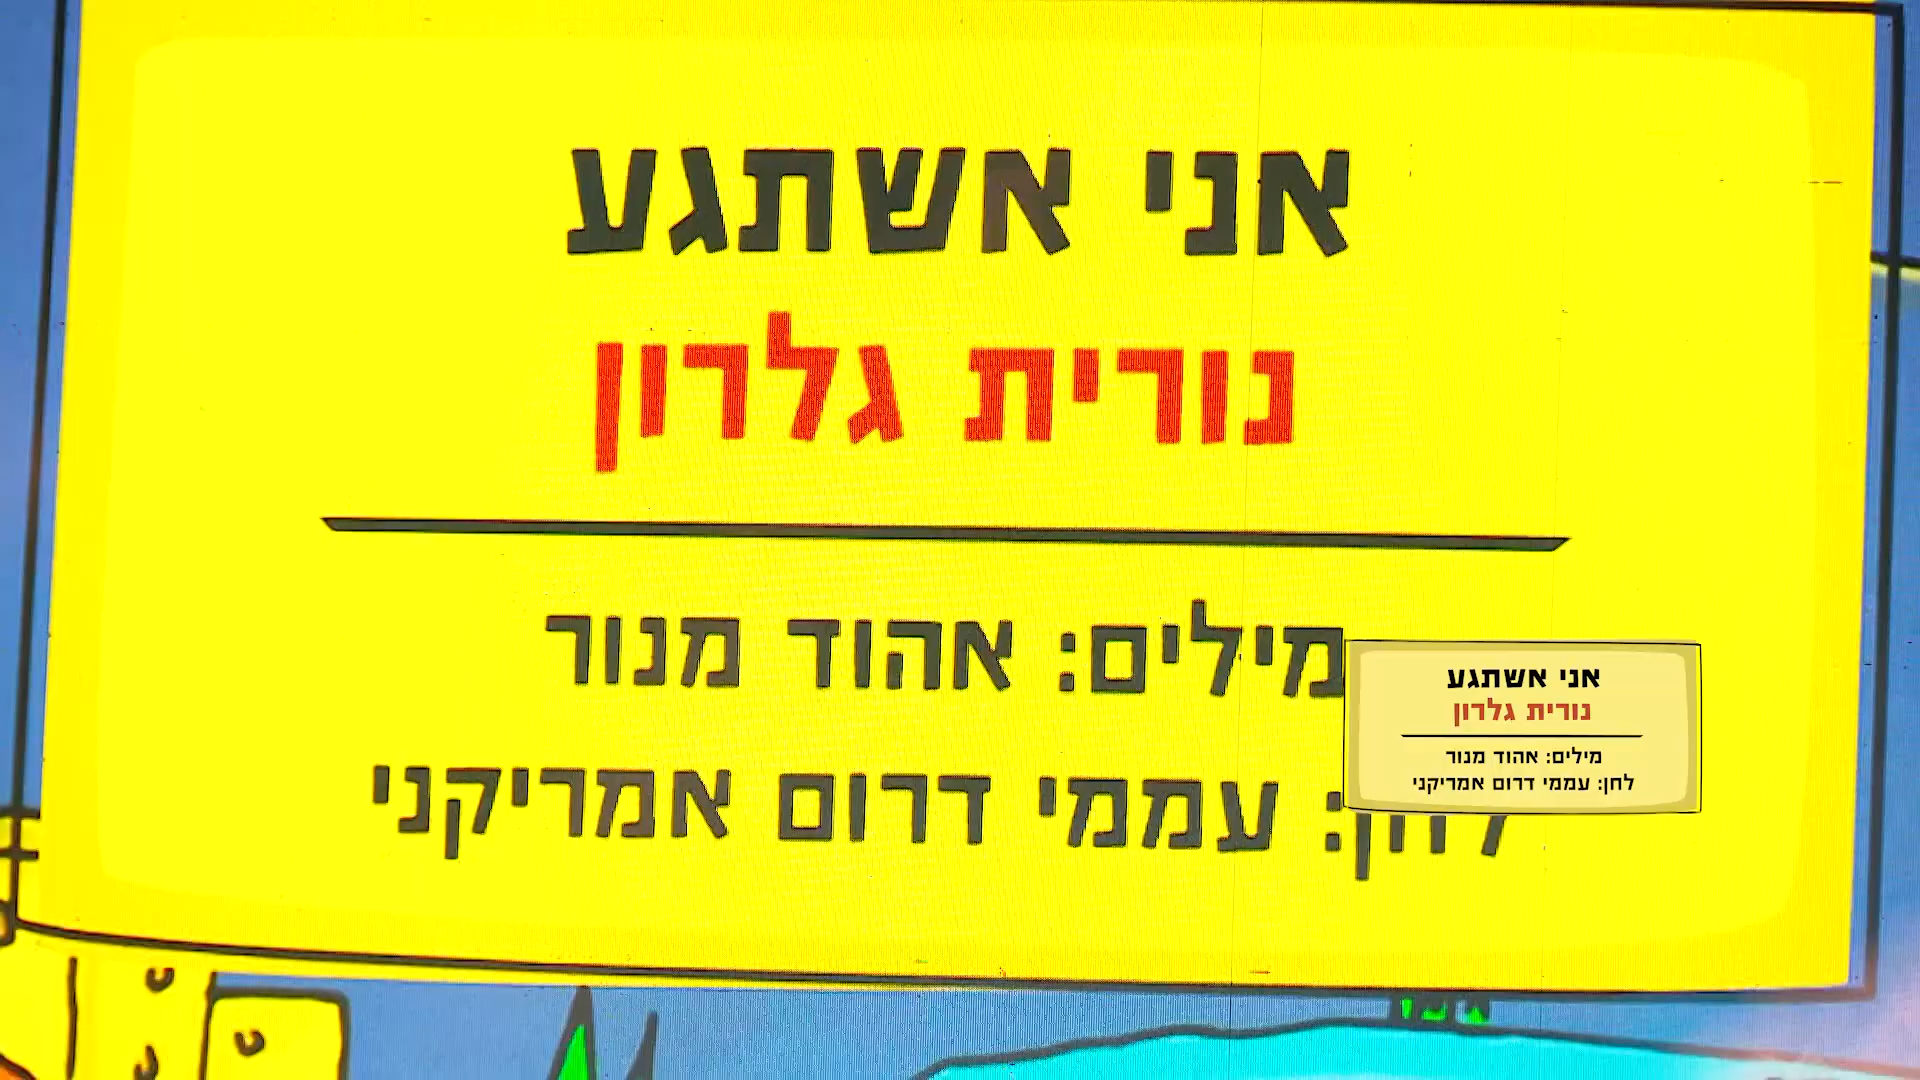 אני אשתגע
נורית גלרון
מילים: אהוד מנור
לחן: עממי דרום אמריקני
אני אשתגע
נורית גלרון
מילים: אהוד מנור
לחן: עממי דרום אמריקני